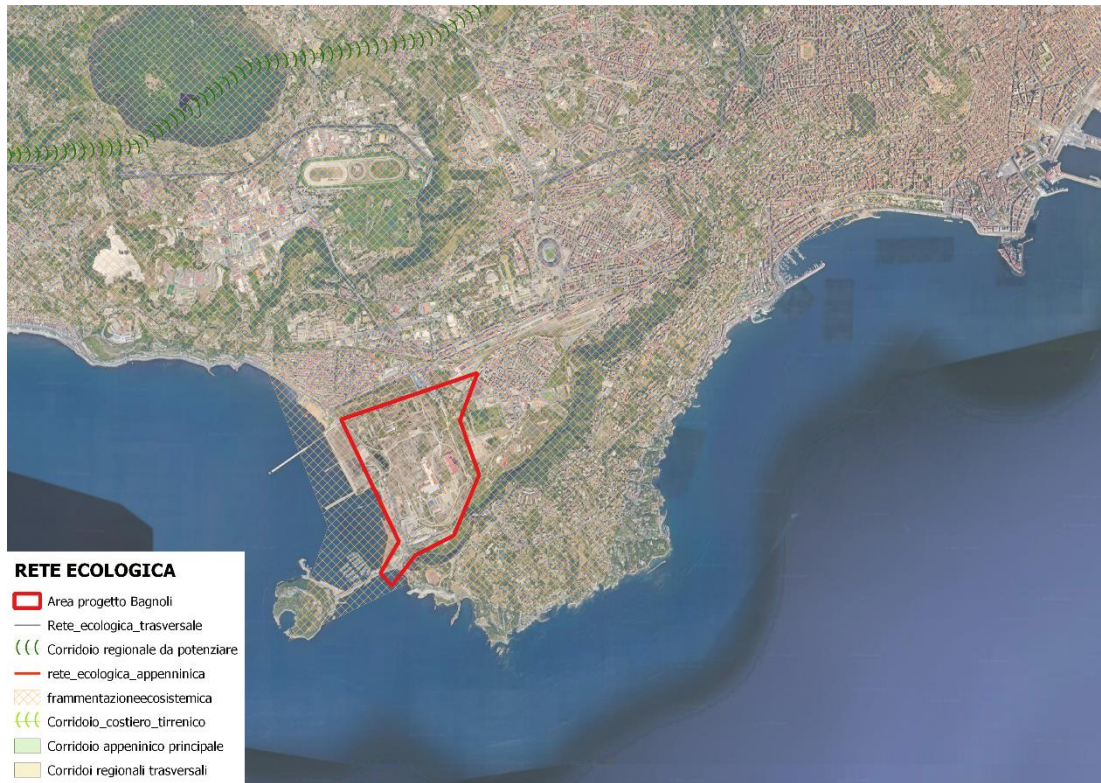 RETE ECOLOGICA
Area progetto Bagnoli
Rete_ecologica_trasversale
Corridoio regionale da potenziare
rete_ecologica_appenninica
frammentazioneecosistemica
Corridoio_costiero_tirrenico
Corridoio appeninico principale
Corridoi regionali trasversali